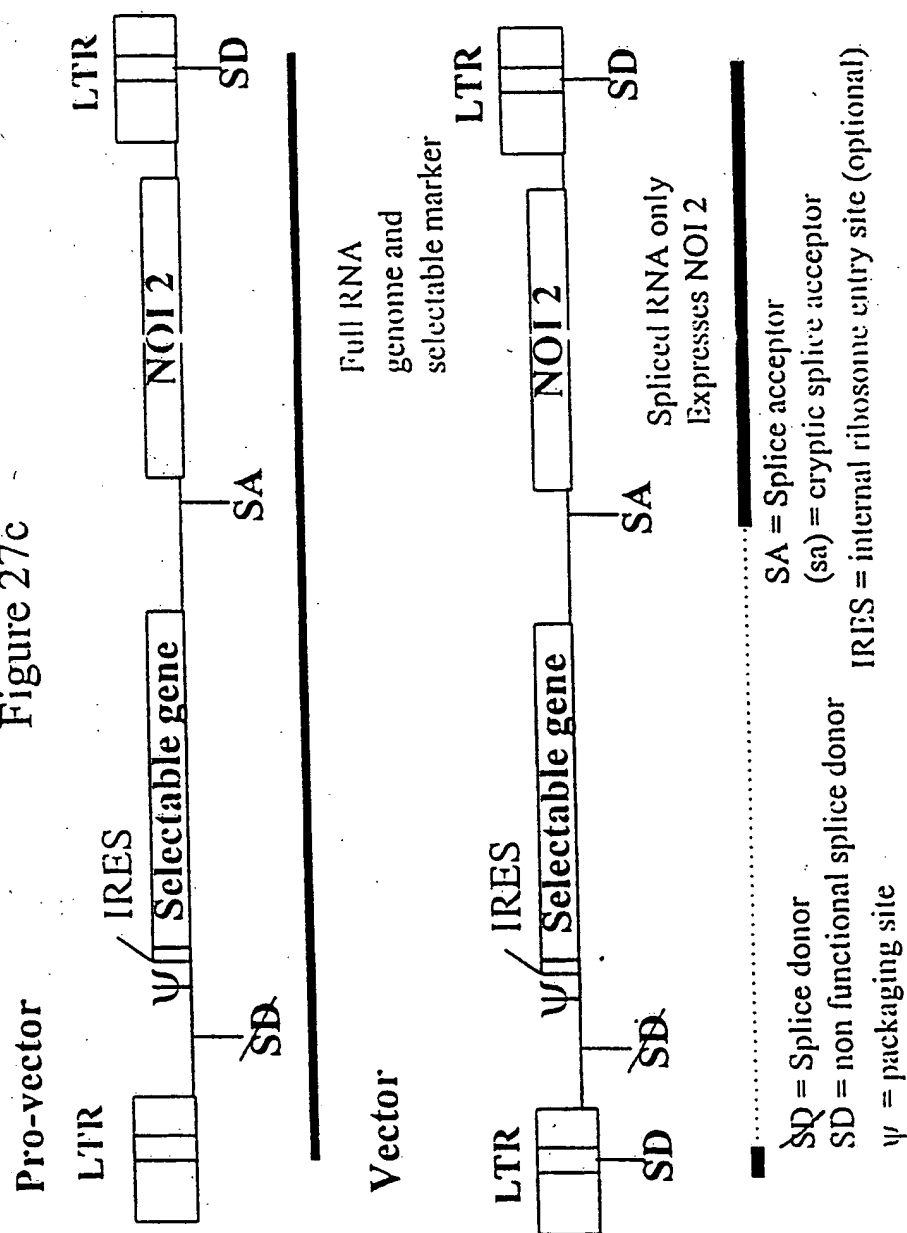 Figure 27c
Pro-vector
LTR
ψ
IRES
Selectable gene
NOI 2
LTR
SD
SA
SD
Full RNA
genome and
selectable marker
Vector
LTR
ψ
IRES
Selectable gene
NOI 2
LTR
SD
SD
SA
SD
Spliced RNA only
Expresses NOI 2
SD = Splice donor
SD = non functional splice donor
ψ = packaging site
SA = Splice acceptor
(sa) = cryptic splice acceptor
IRES = internal ribosome entry site (optional)